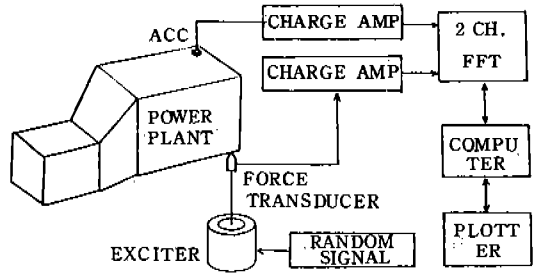 ACC
CHARGE AMP
2 CH.
FFT
CHARGE AMP
POWER
PLANT
COMPU
TER
FORCE
TRANSDUCER
EXCITER
RANDOM
SIGNAL
PLOTT
ER